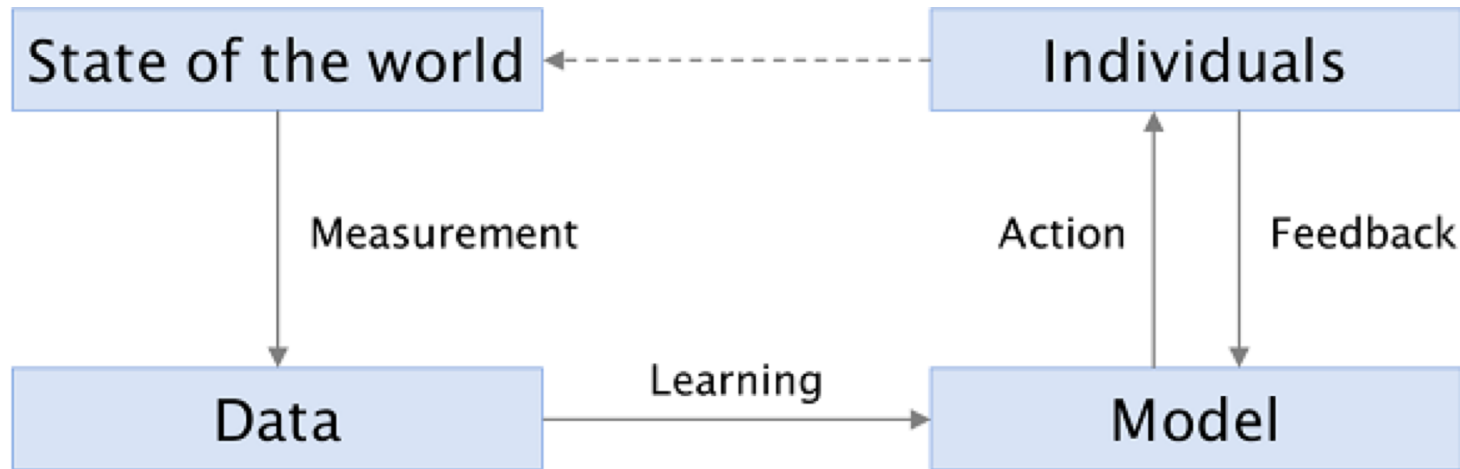 State of the world
Individuals
Measurement
Action
Feedback
Learning
Data
Model